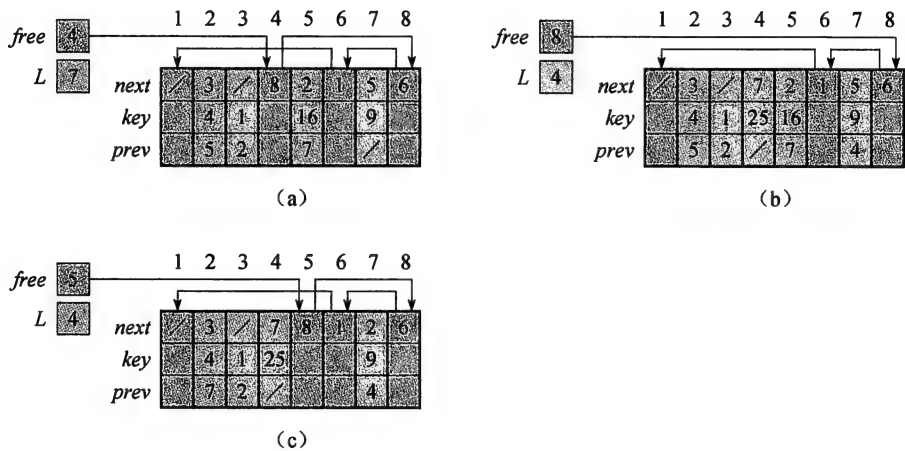 1 2 3 4 5 6 7 8
free 4
L 7
next / 3 / 8 2 1 5 6
key 4 1 16 9
prev 5 2 7 /
(a)
1 2 3 4 5 6 7 8
free 8
L 4
next / 3 / 7 2 1 5 6
key 4 1 25 16 9
prev 5 2 / 7 4
(b)
1 2 3 4 5 6 7 8
free 5
L 4
next / 3 / 7 8 1 2 6
key 4 1 25 9
prev 7 2 / 4
(c)